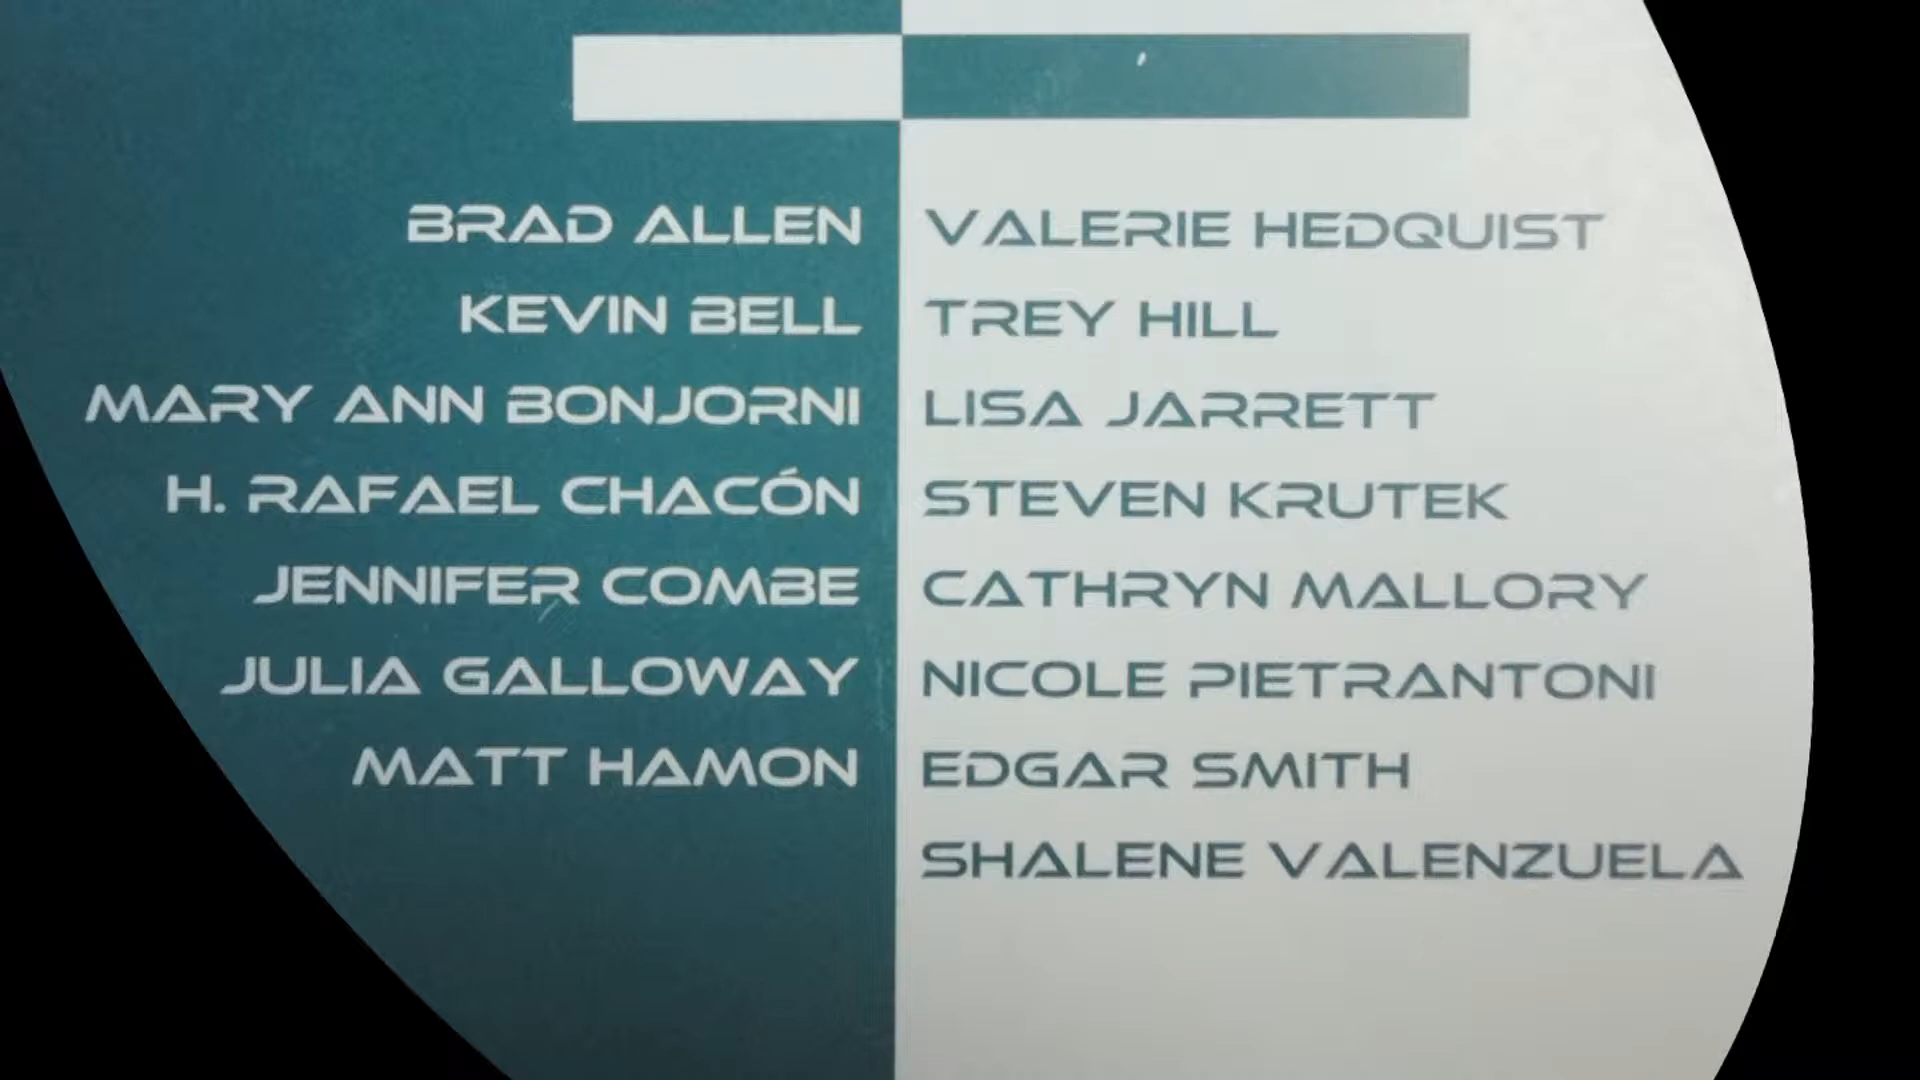 BRAD ALLEN
KEVIN BELL
MARY ANN BONJORNI
H. RAFAEL CHACÓN
JENNIFER COMBE
JULIA GALLOWAY
MATT HAMON
VALERIE HEDQUIST
TREY HILL
LISA JARRETT
STEVEN KRUTEK
CATHRYN MALLORY
NICOLE PIETRANTONI
EDGAR SMITH
SHALENE VALENZUELA